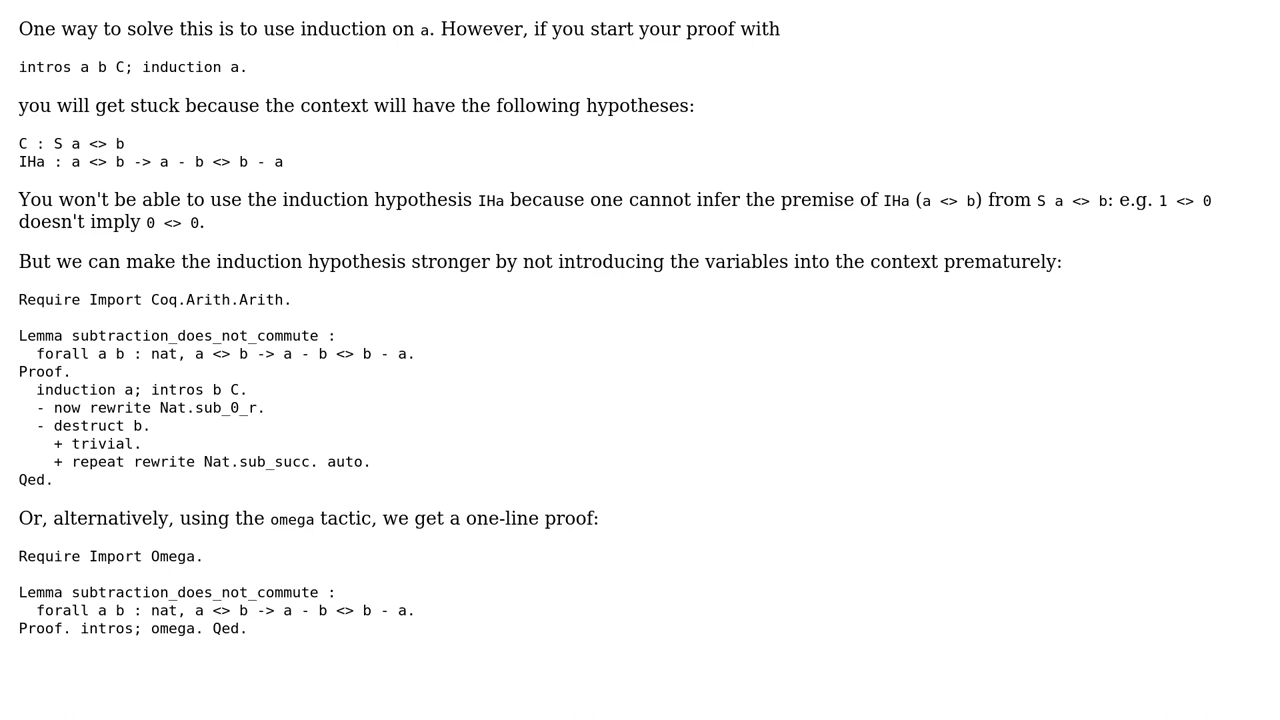 One way to solve this is to use induction on a. However, if you start your proof with
intros a b C; induction a.
you will get stuck because the context will have the following hypotheses:
C : S a <> b
IHa : a <> b -> a - b <> b - a
You won't be able to use the induction hypothesis IHa because one cannot infer the premise of IHa (a <> b) from S a <> b: e.g. 1 <> 0
doesn't imply 0 <> 0.
But we can make the induction hypothesis stronger by not introducing the variables into the context prematurely:
Require Import Coq.Arith.Arith.
Lemma subtraction_does_not_commute :
  forall a b : nat, a <> b -> a - b <> b - a.
Proof.
  induction a; intros b C.
  - now rewrite Nat.sub_0_r.
  - destruct b.
    + trivial.
    + repeat rewrite Nat.sub_succ. auto.
Qed.
Or, alternatively, using the omega tactic, we get a one-line proof:
Require Import Omega.
Lemma subtraction_does_not_commute :
  forall a b : nat, a <> b -> a - b <> b - a.
Proof. intros; omega. Qed.